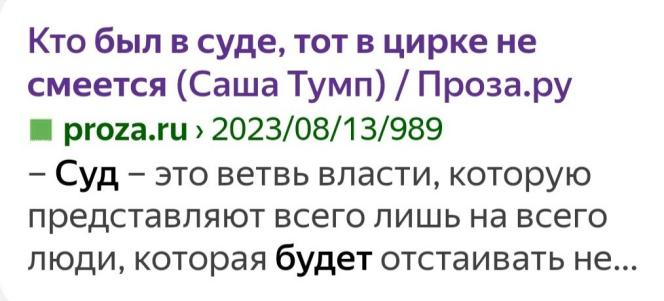 Кто был в суде, тот в цирке не
смеется (Саша Тумп) / Проза.ру
proza.ru › 2023/08/13/989
– Суд – это ветвь власти, которую
представляют всего лишь на всего
люди, которая будет отстаивать не...